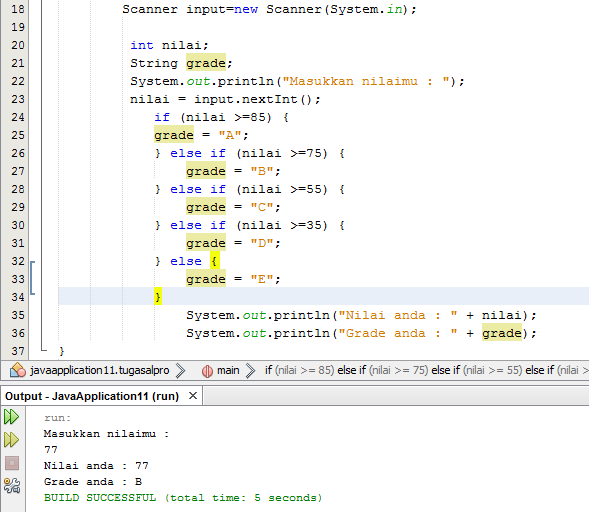 18 Scanner input=new Scanner(System.in);
19
20 int nilai;
21 String grade;
22 System.out.println("Masukkan nilaimu : ");
23 nilai = input.nextInt();
24 if (nilai >=85) {
25 grade = "A";
26 } else if (nilai >=75) {
27 grade = "B";
28 } else if (nilai >=55) {
29 grade = "C";
30 } else if (nilai >=35) {
31 grade = "D";
32 } else {
33 grade = "E";
34 }
35 System.out.println("Nilai anda : " + nilai);
36 System.out.println("Grade anda : " + grade);
37 }
javaapplication11.tugasalpro main if (nilai >= 85) else if (nilai >= 75) else if (nilai >= 55) else if (nilai >
Output - JavaApplication11 (run)
run:
Masukkan nilaimu :
77
Nilai anda : 77
Grade anda : B
BUILD SUCCESSFUL (total time: 5 seconds)